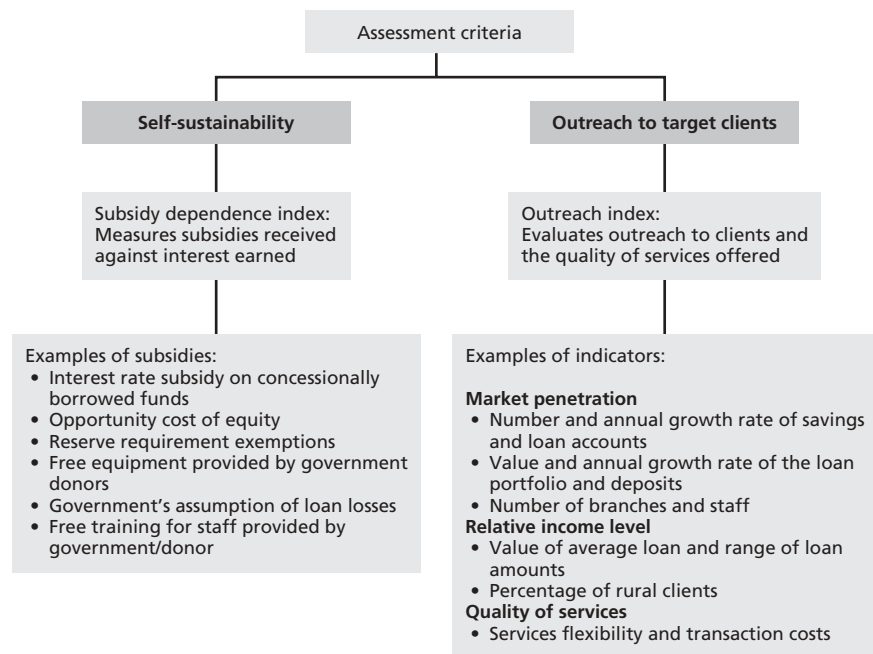 Assessment criteria
Self-sustainability
Subsidy dependence index:
Measures subsidies received
against interest earned
Examples of subsidies:
• Interest rate subsidy on concessionally
borrowed funds
• Opportunity cost of equity
• Reserve requirement exemptions
• Free equipment provided by government
donors
• Government’s assumption of loan losses
• Free training for staff provided by
government/donor
Outreach to target clients
Outreach index:
Evaluates outreach to clients and
the quality of services offered
Examples of indicators:
Market penetration
• Number and annual growth rate of savings
and loan accounts
• Value and annual growth rate of the loan
portfolio and deposits
• Number of branches and staff
Relative income level
• Value of average loan and range of loan
amounts
• Percentage of rural clients
Quality of services
• Services flexibility and transaction costs